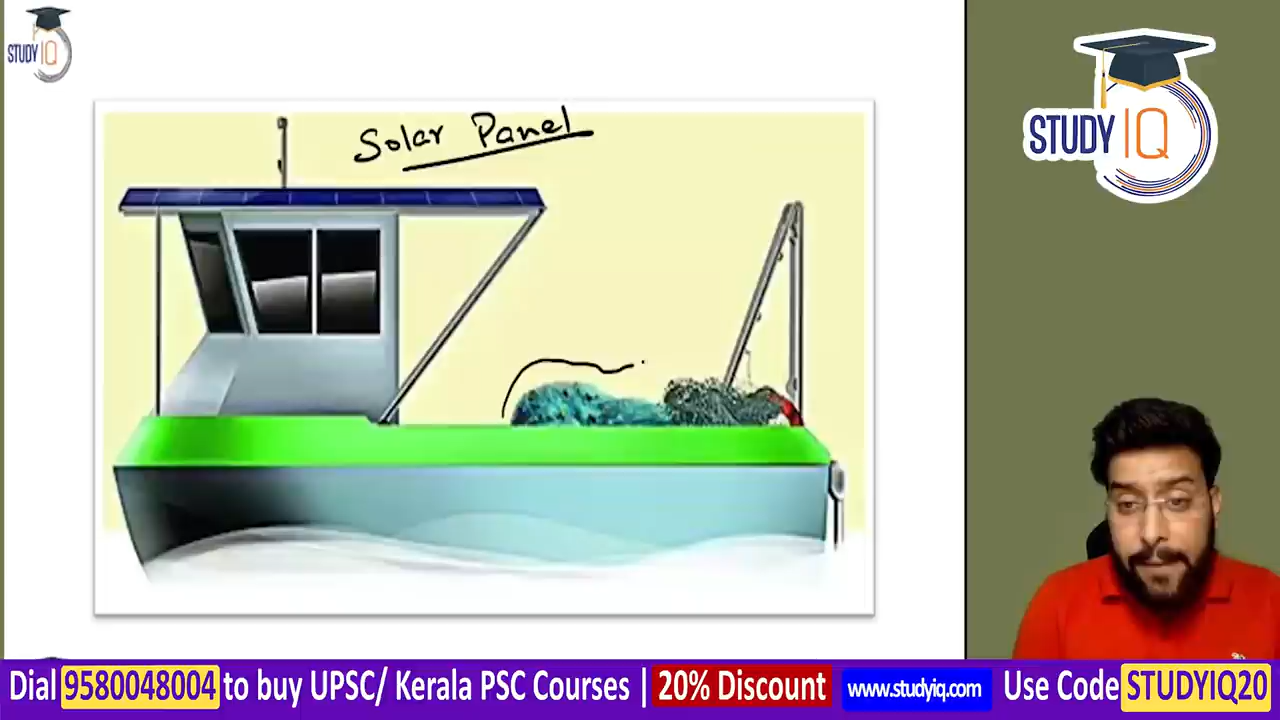 STUDY IQ
Solar Panel
STUDY IQ
Dial 9580048004 to buy UPSC/ Kerala PSC Courses | 20% Discount www.studyiq.com Use Code STUDYIQ20